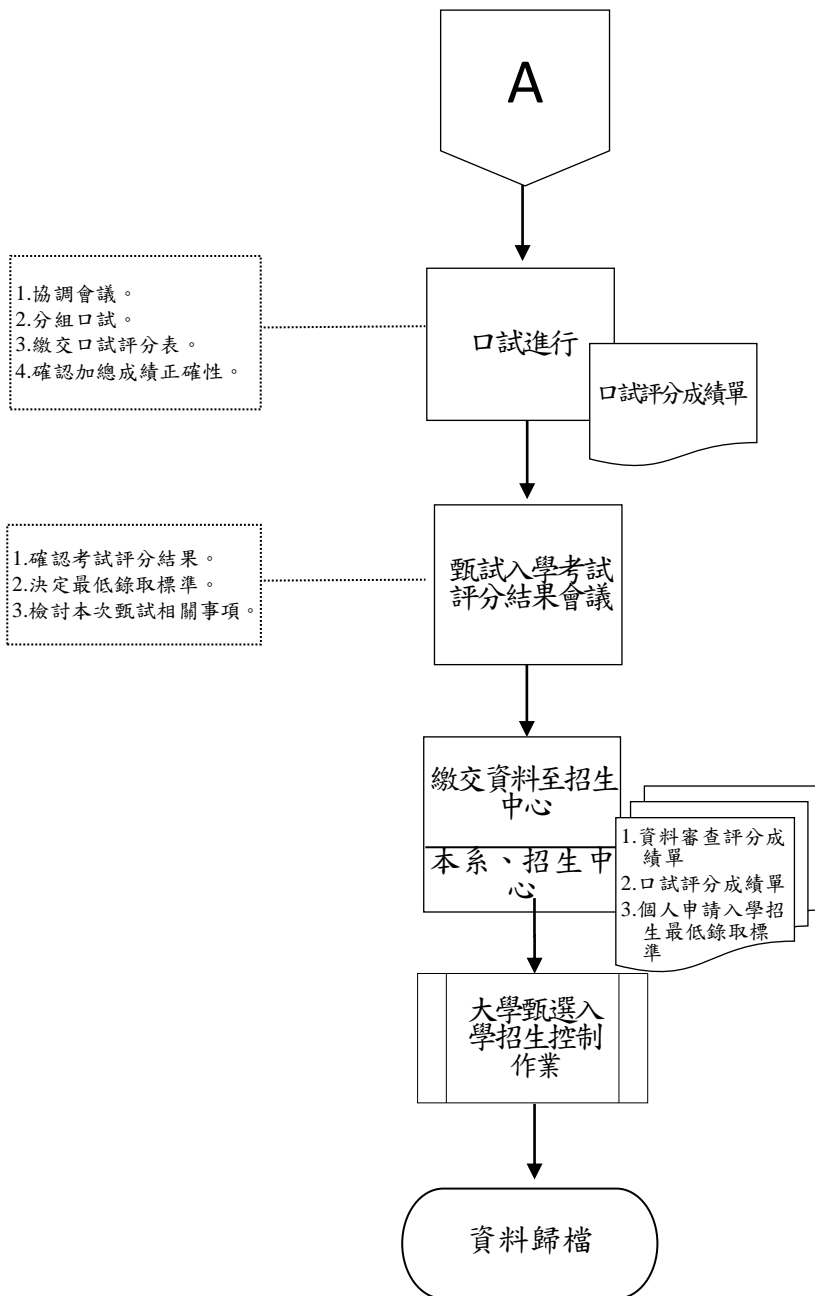 A
1.協調會議。
2.分組口試。
3.繳交口試評分表。
4.確認加總成績正確性。
口試進行
口試評分成績單
1.確認考試評分結果。
2.決定最低錄取標準。
3.檢討本次甄試相關事項。
甄試入學考試
評分結果會議
繳交資料至招生
中心
本系、招生中
心
1.資料審查評分成
績單
2.口試評分成績單
3.個人申請入學招
生最低錄取標
準
大學甄選入
學招生控制
作業
資料歸檔